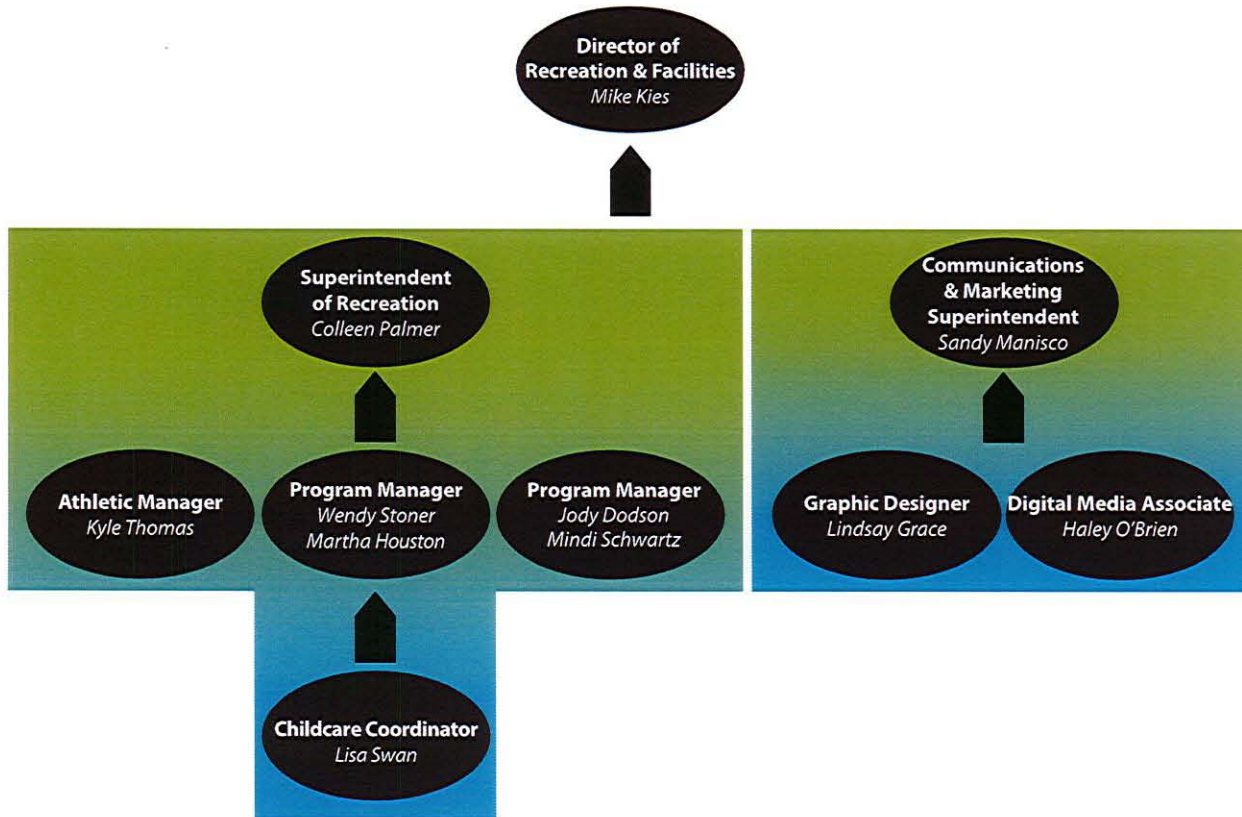 Director of
Recreation & Facilities
Mike Kies
Superintendent
of Recreation
Colleen Palmer
Communications
& Marketing
Superintendent
Sandy Manisco
Athletic Manager
Kyle Thomas
Program Manager
Wendy Stoner
Martha Houston
Program Manager
Jody Dodson
Mindi Schwartz
Graphic Designer
Lindsay Grace
Digital Media Associate
Haley O'Brien
Childcare Coordinator
Lisa Swan